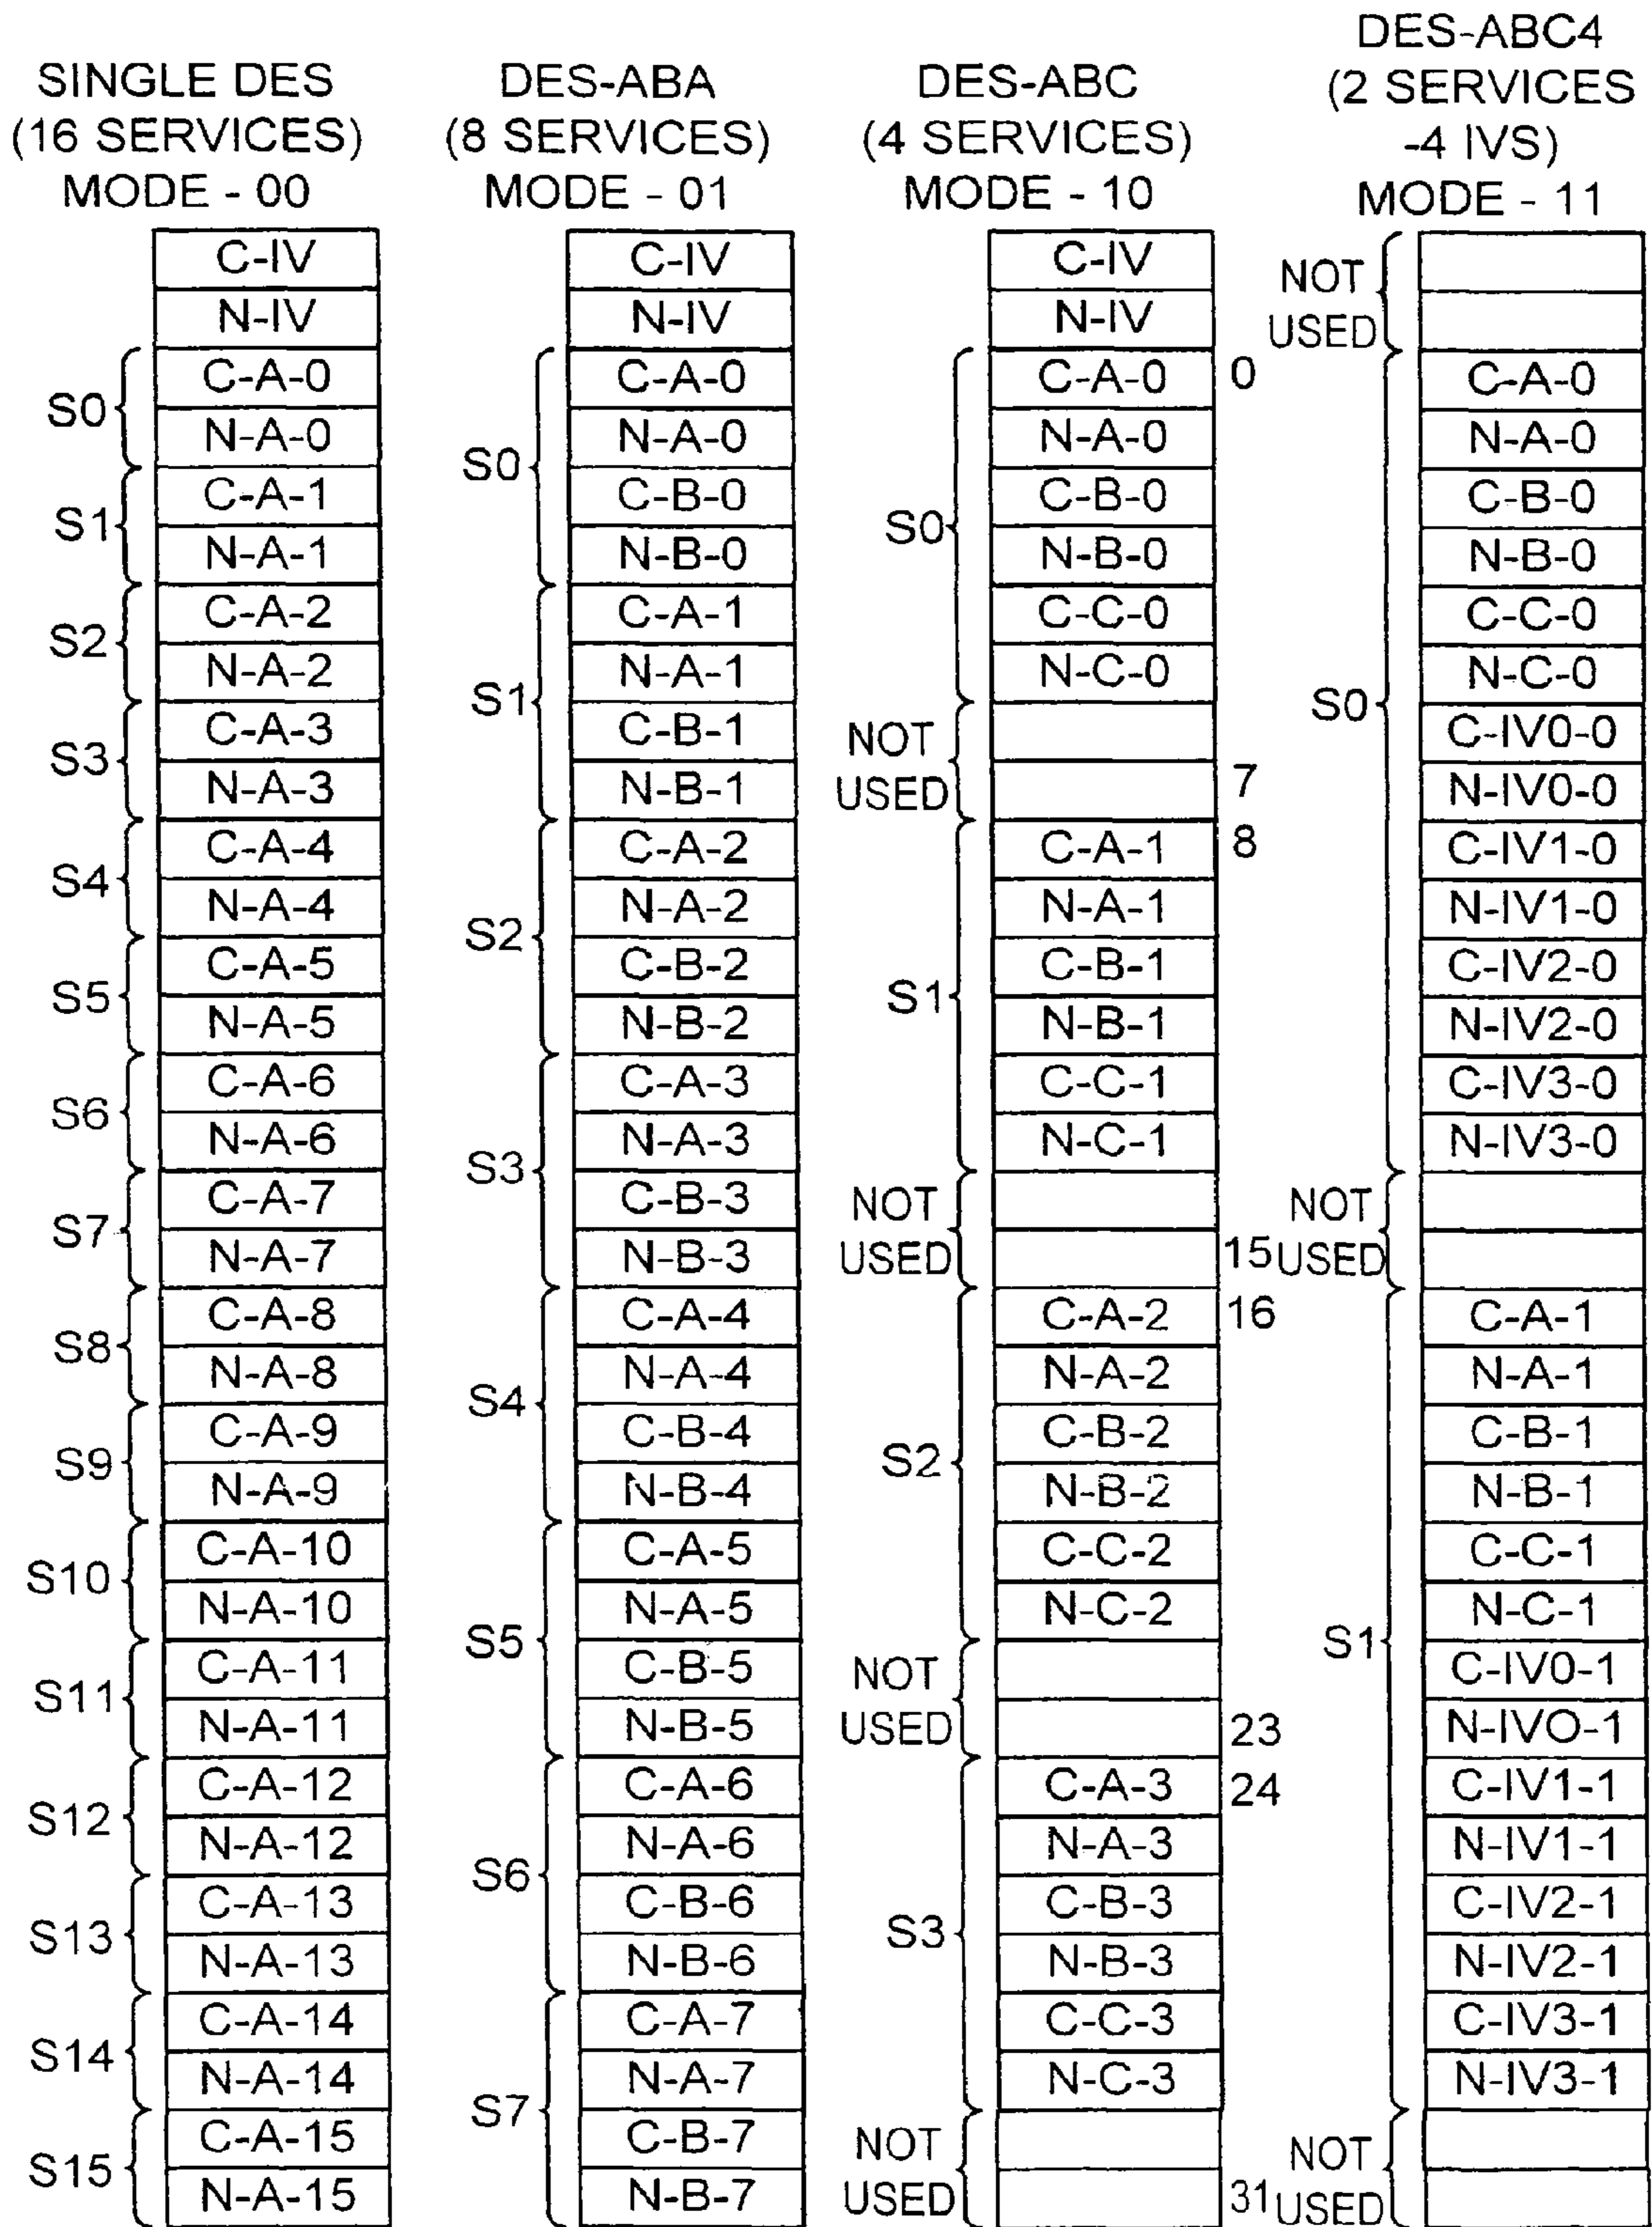 SINGLE DES
(16 SERVICES)
MODE - 00
C-IV
N-IV
S0
C-A-0
N-A-0
S1
C-A-1
N-A-1
S2
C-A-2
N-A-2
S3
C-A-3
N-A-3
S4
C-A-4
N-A-4
S5
C-A-5
N-A-5
S6
C-A-6
N-A-6
S7
C-A-7
N-A-7
S8
C-A-8
N-A-8
S9
C-A-9
N-A-9
S10
C-A-10
N-A-10
S11
C-A-11
N-A-11
S12
C-A-12
N-A-12
S13
C-A-13
N-A-13
S14
C-A-14
N-A-14
S15
C-A-15
N-A-15
DES-ABA
(8 SERVICES)
MODE - 01
C-IV
N-IV
S0
C-A-0
N-A-0
C-B-0
N-B-0
S1
C-A-1
N-A-1
C-B-1
N-B-1
S2
C-A-2
N-A-2
C-B-2
N-B-2
S3
C-A-3
N-A-3
C-B-3
N-B-3
S4
C-A-4
N-A-4
C-B-4
N-B-4
S5
C-A-5
N-A-5
C-B-5
N-B-5
S6
C-A-6
N-A-6
C-B-6
N-B-6
S7
C-A-7
N-A-7
C-B-7
N-B-7
DES-ABC
(4 SERVICES)
MODE - 10
C-IV
N-IV
S0
C-A-0 0
N-A-0
C-B-0
N-B-0
C-C-0
N-C-0
NOT
USED 7
S1
C-A-1 8
N-A-1
C-B-1
N-B-1
C-C-1
N-C-1
NOT
USED 15
S2
C-A-2 16
N-A-2
C-B-2
N-B-2
C-C-2
N-C-2
NOT
USED 23
S3
C-A-3 24
N-A-3
C-B-3
N-B-3
C-C-3
N-C-3
NOT
USED 31
DES-ABC4
(2 SERVICES
-4 IVS)
MODE - 11
NOT
USED
S0
C-A-0
N-A-0
C-B-0
N-B-0
C-C-0
N-C-0
C-IV0-0
N-IV0-0
C-IV1-0
N-IV1-0
C-IV2-0
N-IV2-0
C-IV3-0
N-IV3-0
NOT
USED
S1
C-A-1
N-A-1
C-B-1
N-B-1
C-C-1
N-C-1
C-IV0-1
N-IVO-1
C-IV1-1
N-IV1-1
C-IV2-1
N-IV2-1
C-IV3-1
N-IV3-1
NOT
USED